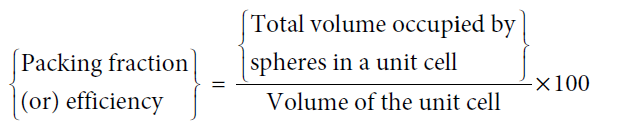 {Packing fraction (or) efficiency} = {Total volume occupied by spheres in a unit cell} / Volume of the unit cell ×100